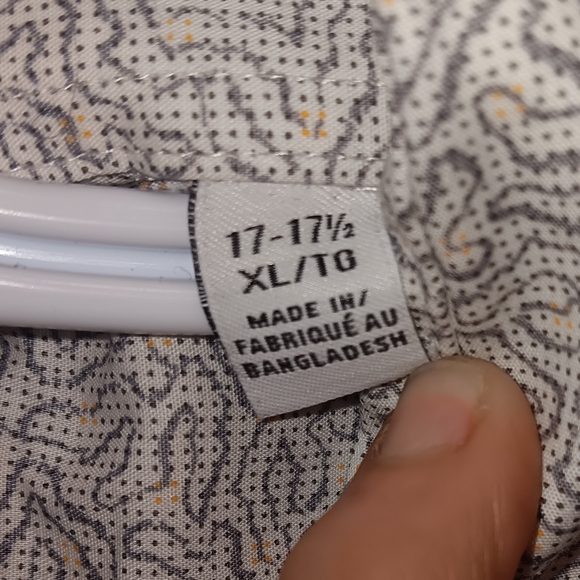 17-17½
XL/TG
MADE IN/
FABRIQUÉ AU
BANGLADESH